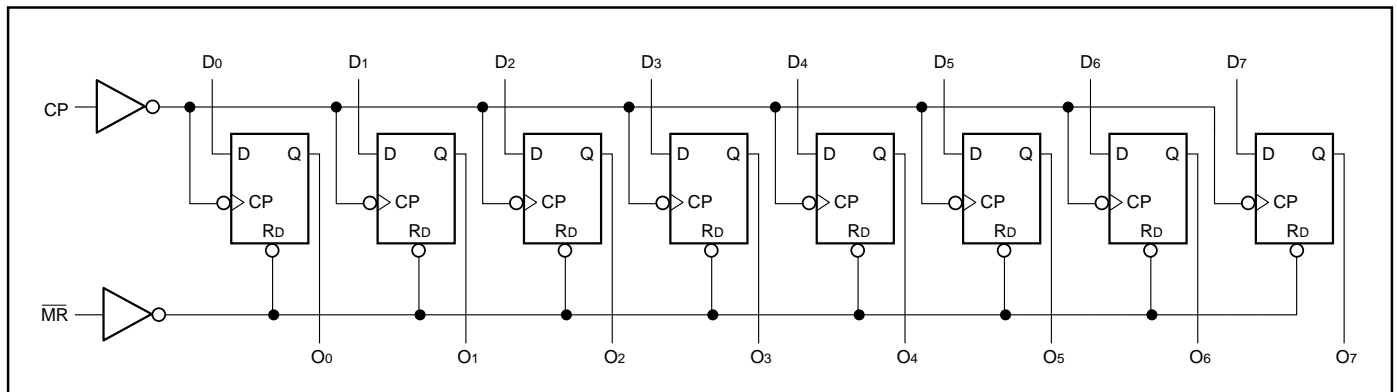 D0 D1 D2 D3 D4 D5 D6 D7
CP
D Q D Q D Q D Q D Q D Q D Q D Q
CP CP CP CP CP CP CP CP
RD RD RD RD RD RD RD RD
M̅R̅
O0 O1 O2 O3 O4 O5 O6 O7